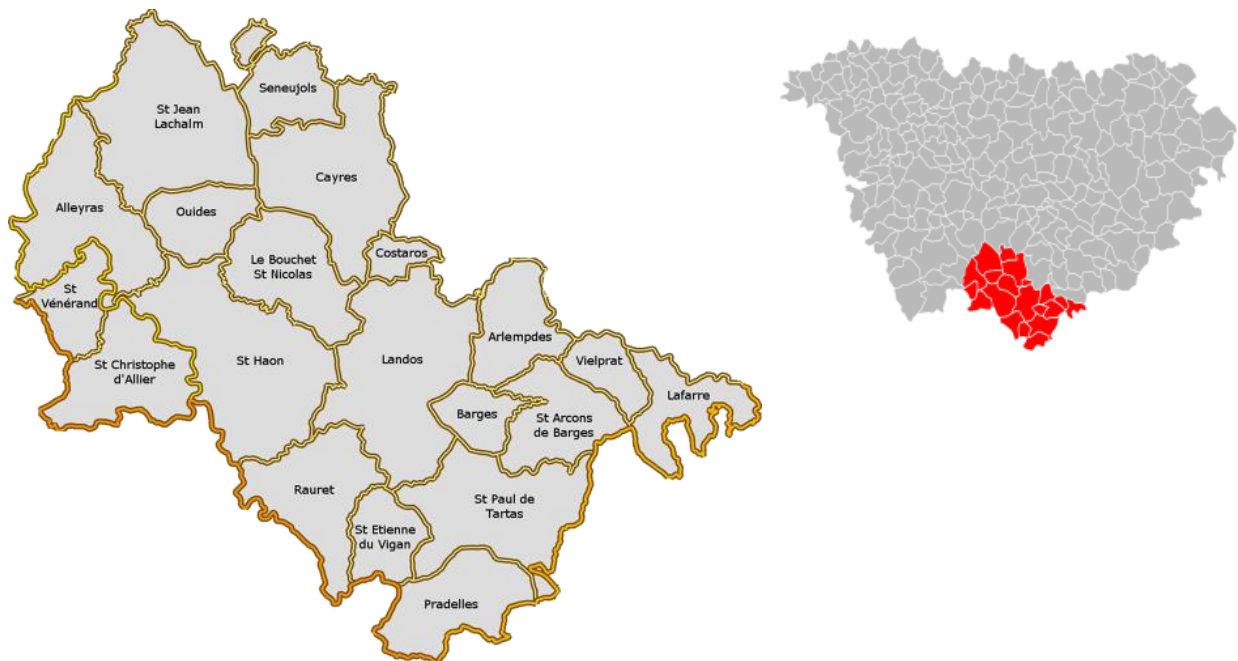 Seneujols
St Jean
Lachalm
Cayres
Alleyras
Ouides
Costaros
Le Bouchet
St Nicolas
St
Vénérand
Arlempdes
St Haon
Landos
Vielprat
St Christophe
d'Allier
Lafarre
Barges
St Arcons
de Barges
Rauret
St Paul de
Tartas
St Etienne
du Vigan
Pradelles